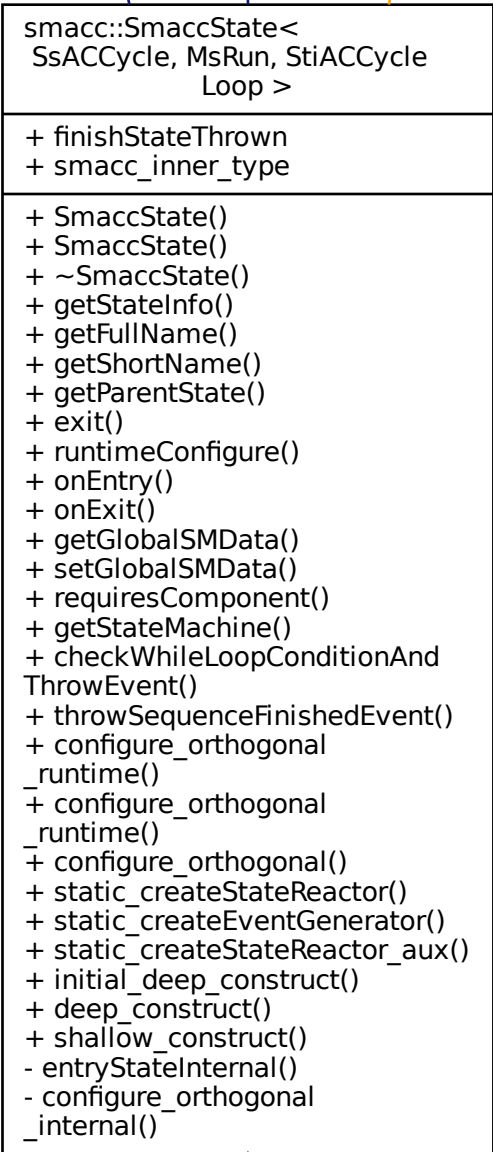 smacc::SmaccState<
SsACCycle, MsRun, StiACCycle
Loop >
+ finishStateThrown
+ smacc_inner_type
+ SmaccState()
+ SmaccState()
+ ~SmaccState()
+ getStateInfo()
+ getFullName()
+ getShortName()
+ getParentState()
+ exit()
+ runtimeConfigure()
+ onEntry()
+ onExit()
+ getGlobalSMData()
+ setGlobalSMData()
+ requiresComponent()
+ getStateMachine()
+ checkWhileLoopConditionAnd
ThrowEvent()
+ throwSequenceFinishedEvent()
+ configure_orthogonal
_runtime()
+ configure_orthogonal
_runtime()
+ configure_orthogonal()
+ static_createStateReactor()
+ static_createEventGenerator()
+ static_createStateReactor_aux()
+ initial_deep_construct()
+ deep_construct()
+ shallow_construct()
- entryStateInternal()
- configure_orthogonal
_internal()